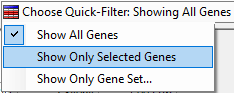 Choose Quick-Filter: Showing All Genes
Show All Genes
Show Only Selected Genes
Show Only Gene Set...